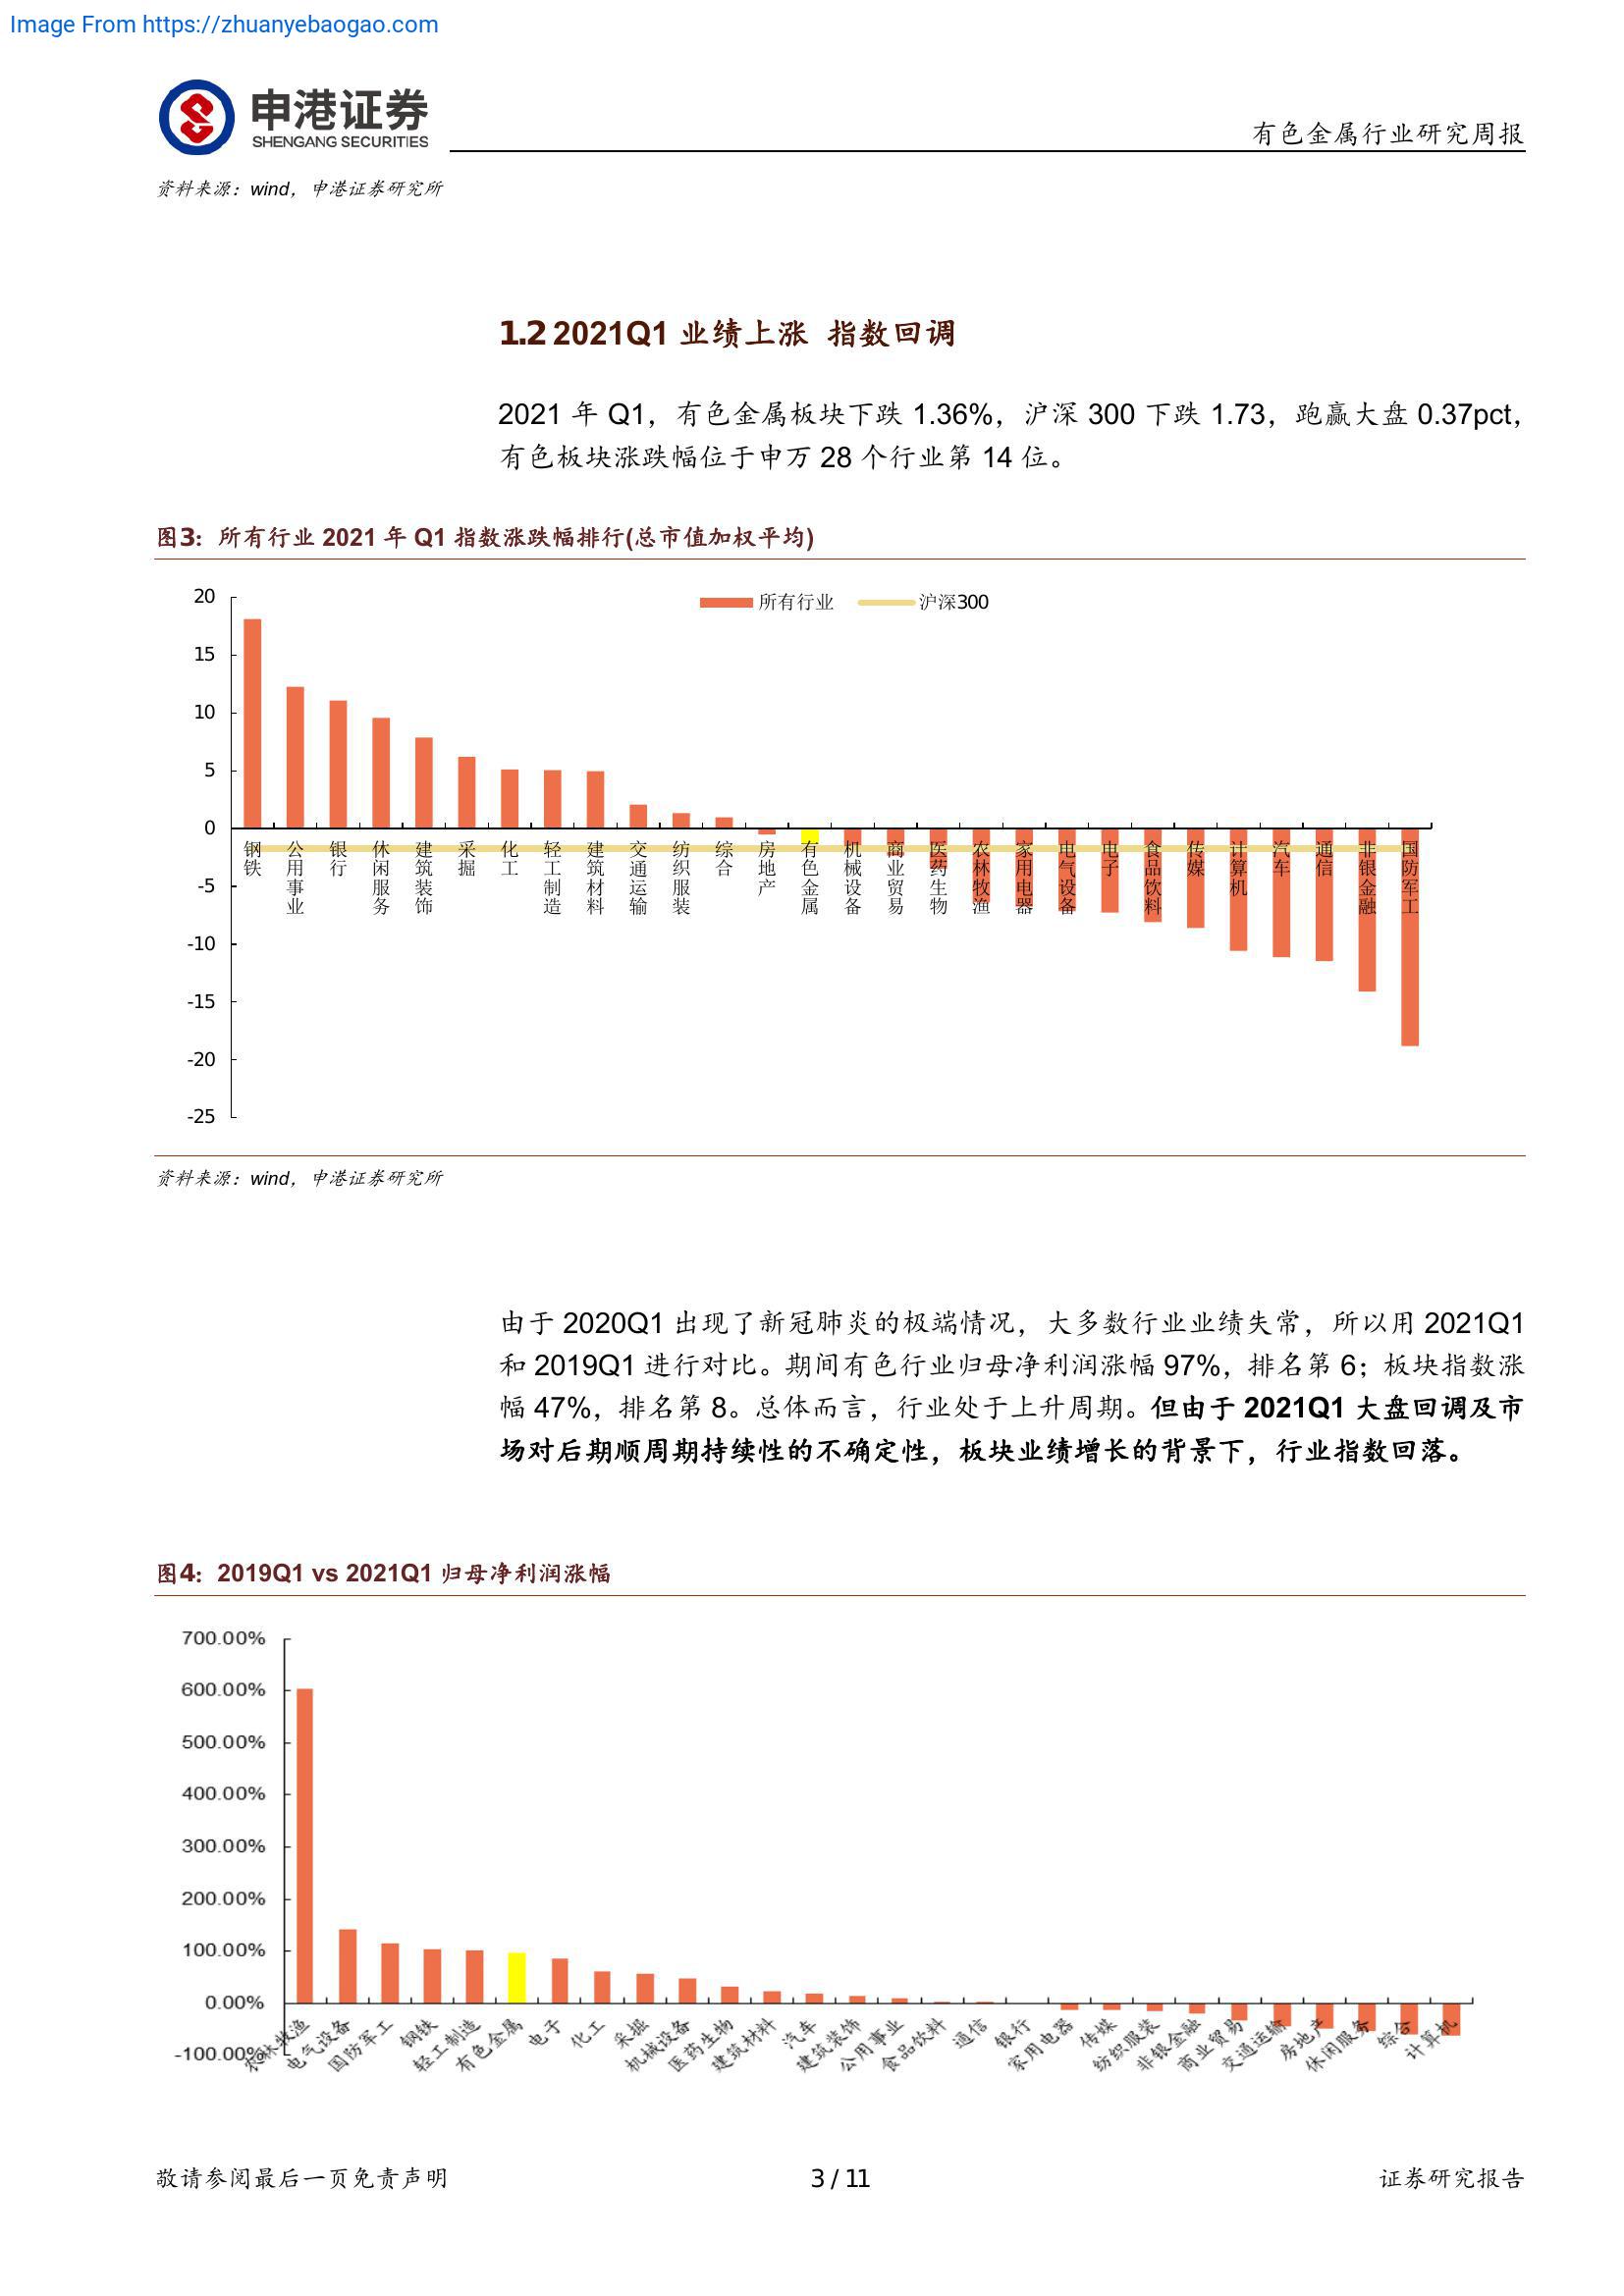 Image From https://zhuanyebaogao.com
申港证券
SHENGANG SECURITIES
有色金属行业研究周报
资料来源：wind，申港证券研究所
1.2 2021Q1 业绩上涨 指数回调
2021 年 Q1，有色金属板块下跌 1.36%，沪深 300 下跌 1.73，跑赢大盘 0.37pct，
有色板块涨跌幅位于申万 28 个行业第 14 位。
图3：所有行业 2021 年 Q1 指数涨跌幅排行(总市值加权平均)
所有行业
沪深300
20
15
10
5
0
-5
-10
-15
-20
-25
钢铁
公用事业
银行
休闲服务
建筑装饰
采掘
化工
轻工制造
建筑材料
交通运输
纺织服装
综合
房地产
有色金属
机械设备
商业贸易
医药生物
农林牧渔
家用电器
电气设备
电子
食品饮料
传媒
计算机
汽车
通信
非银金融
国防军工
资料来源：wind，申港证券研究所
由于 2020Q1 出现了新冠肺炎的极端情况，大多数行业业绩失常，所以用 2021Q1
和 2019Q1 进行对比。期间有色行业归母净利润涨幅 97%，排名第 6；板块指数涨
幅 47%，排名第 8。总体而言，行业处于上升周期。但由于 2021Q1 大盘回调及市
场对后期顺周期持续性的不确定性，板块业绩增长的背景下，行业指数回落。
图4：2019Q1 vs 2021Q1 归母净利润涨幅
700.00%
600.00%
500.00%
400.00%
300.00%
200.00%
100.00%
0.00%
-100.00%
农林牧渔
电气设备
国防军工
钢铁
轻工制造
有色金属
电子
化工
采掘
机械设备
医药生物
建筑材料
汽车
建筑装饰
公用事业
食品饮料
通信
银行
家用电器
传媒
纺织服装
非银金融
商业贸易
交通运输
房地产
休闲服务
综合
计算机
敬请参阅最后一页免责声明
3 / 11
证券研究报告